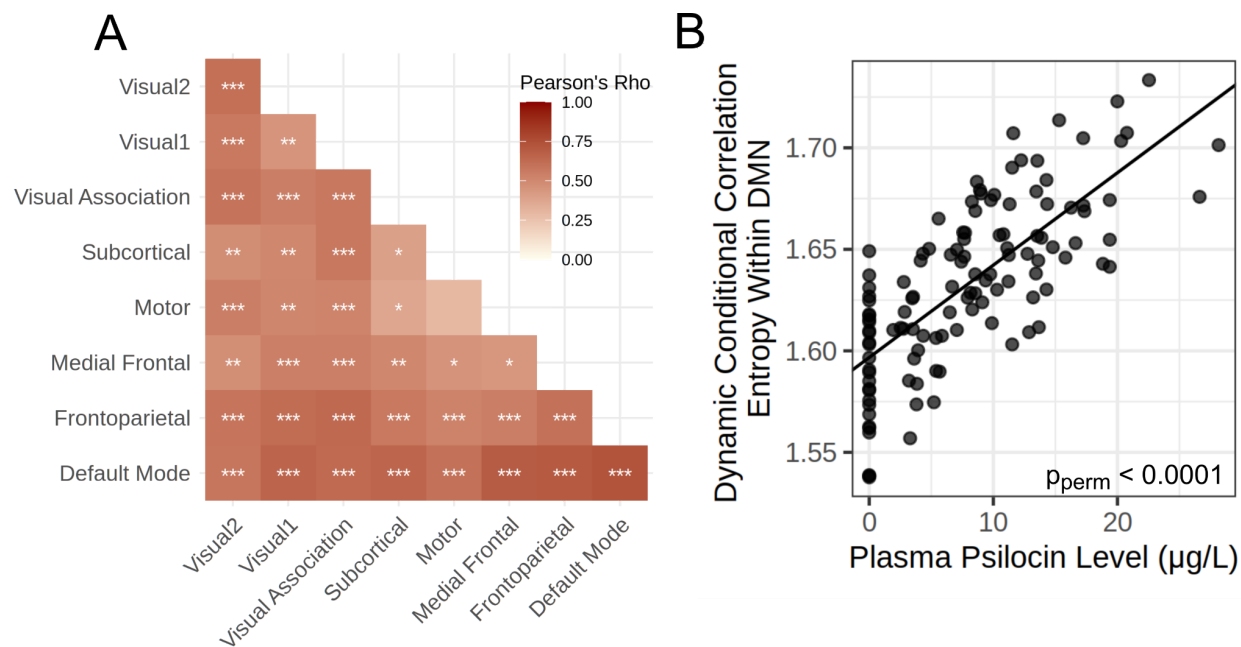 A
Pearson's Rho
1.00
0.75
0.50
0.25
0.00
Visual2
***
Visual1
*** **
Visual Association
*** *** ***
Subcortical
** ** *** *
Motor
*** ** *** *
Medial Frontal
** *** *** ** * *
Frontoparietal
*** *** *** *** *** *** ***
Default Mode
*** *** *** *** *** *** *** ***
Visual2
Visual1
Visual Association
Subcortical
Motor
Medial Frontal
Frontoparietal
Default Mode
B
Dynamic Conditional Correlation
Entropy Within DMN
1.70
1.65
1.60
1.55
pperm < 0.0001
0 10 20
Plasma Psilocin Level (μg/L)